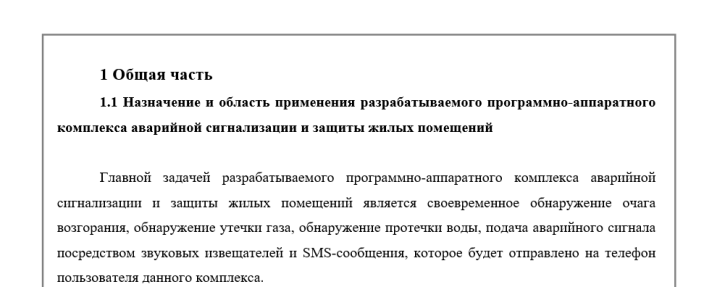 1 Общая часть
1.1 Назначение и область применения разрабатываемого программно-аппаратного
комплекса аварийной сигнализации и защиты жилых помещений
Главной задачей разрабатываемого программно-аппаратного комплекса аварийной
сигнализации и защиты жилых помещений является своевременное обнаружение очага
возгорания, обнаружение утечки газа, обнаружение протечки воды, подача аварийного сигнала
посредством звуковых извещателей и SMS-сообщения, которое будет отправлено на телефон
пользователя данного комплекса.